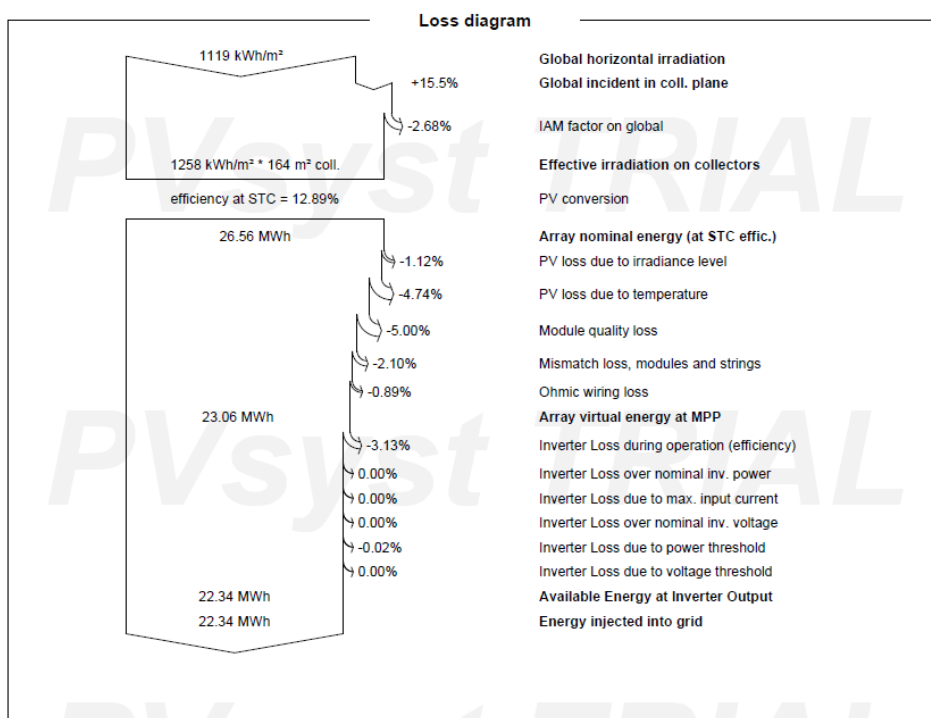 Loss diagram
1119 kWh/m² Global horizontal irradiation
+15.5% Global incident in coll. plane
-2.68% IAM factor on global
1258 kWh/m² * 164 m² coll. Effective irradiation on collectors
efficiency at STC = 12.89% PV conversion
26.56 MWh Array nominal energy (at STC effic.)
-1.12% PV loss due to irradiance level
-4.74% PV loss due to temperature
-5.00% Module quality loss
-2.10% Mismatch loss, modules and strings
-0.89% Ohmic wiring loss
23.06 MWh Array virtual energy at MPP
-3.13% Inverter Loss during operation (efficiency)
0.00% Inverter Loss over nominal inv. power
0.00% Inverter Loss due to max. input current
0.00% Inverter Loss over nominal inv. voltage
-0.02% Inverter Loss due to power threshold
0.00% Inverter Loss due to voltage threshold
22.34 MWh Available Energy at Inverter Output
22.34 MWh Energy injected into grid
PVsyst TRIAL
PVsyst TRIAL
PVsyst TRIAL